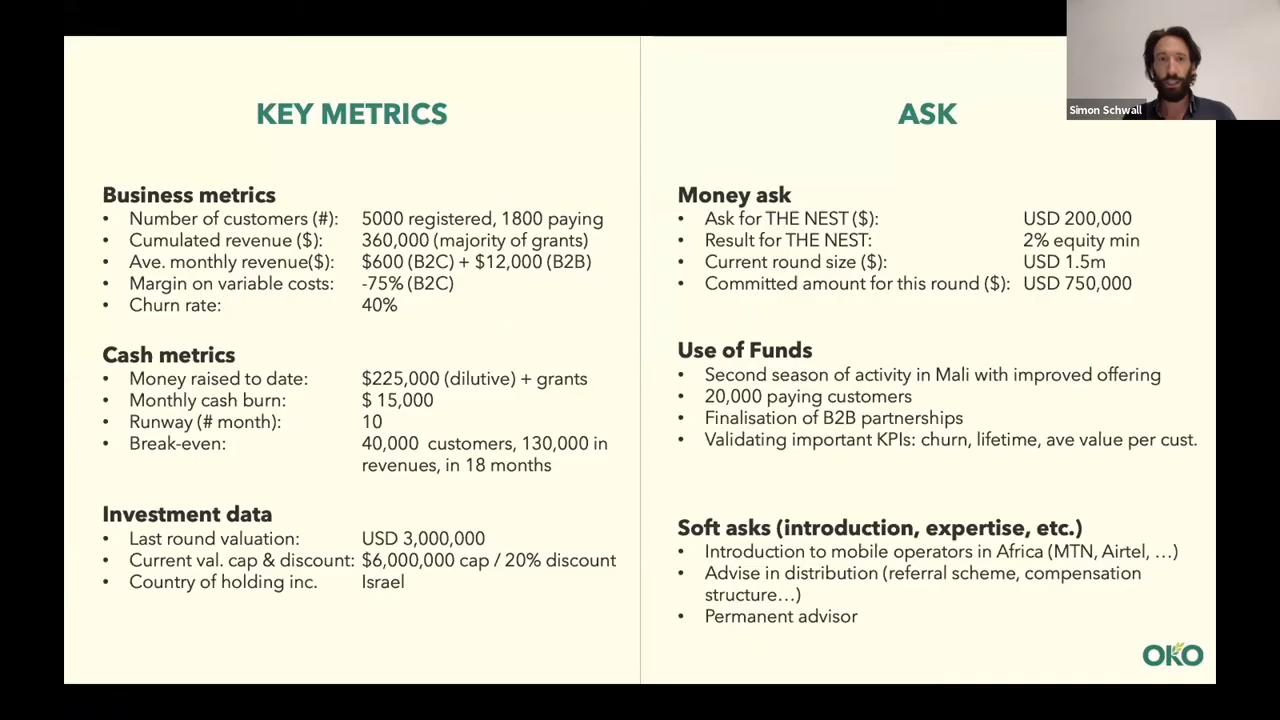 KEY METRICS
Business metrics
• Number of customers (#): 5000 registered, 1800 paying
• Cumulated revenue ($): 360,000 (majority of grants)
• Ave. monthly revenue($): $600 (B2C) + $12,000 (B2B)
• Margin on variable costs: -75% (B2C)
• Churn rate: 40%
Cash metrics
• Money raised to date: $225,000 (dilutive) + grants
• Monthly cash burn: $ 15,000
• Runway (# month): 10
• Break-even: 40,000 customers, 130,000 in
revenues, in 18 months
Investment data
• Last round valuation: USD 3,000,000
• Current val. cap & discount: $6,000,000 cap / 20% discount
• Country of holding inc. Israel
ASK
Money ask
• Ask for THE NEST ($): USD 200,000
• Result for THE NEST: 2% equity min
• Current round size ($): USD 1.5m
• Committed amount for this round ($): USD 750,000
Use of Funds
• Second season of activity in Mali with improved offering
• 20,000 paying customers
• Finalisation of B2B partnerships
• Validating important KPIs: churn, lifetime, ave value per cust.
Soft asks (introduction, expertise, etc.)
• Introduction to mobile operators in Africa (MTN, Airtel, …)
• Advise in distribution (referral scheme, compensation
structure…)
• Permanent advisor
OKO
Simon Schwall